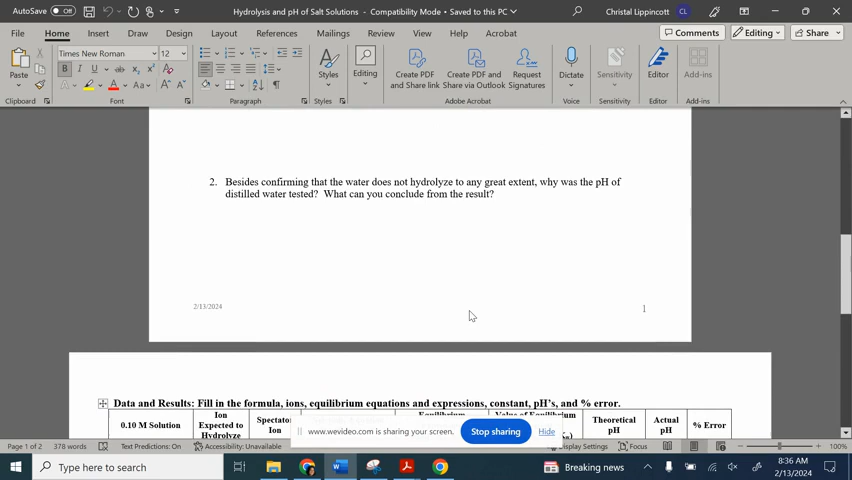 AutoSave Off Hydrolysis and pH of Salt Solutions - Compatibility Mode • Saved to this PC Christal Lippincott CL
File Home Insert Draw Design Layout References Mailings Review View Acrobat Comments Editing Share
Times New Roman 12
Paste Styles Editing Create PDF and Share link Create PDF and Share via Outlook Request Signatures Dictate Sensitivity Editor Add-ins
Clipboard Font Paragraph Styles Adobe Acrobat Voice Sensitivity Editor Add-ins
2. Besides confirming that the water does not hydrolyze to any great extent, why was the pH of
distilled water tested? What can you conclude from the result?
2/13/2024 1
Data and Results: Fill in the formula, ions, equilibrium equations and expressions, constant, pH's, and % error.
0.10 M Solution Ion Expected to Hydrolyze Spectator Ion Theoretical pH Actual pH % Error
www.wevideo.com is sharing your screen. Stop sharing Hide
Page 1 of 2 378 words Text Predictions: On Accessibility: Unavailable Display Settings Focus 100%
Type here to search Breaking news 8:36 AM
2/13/2024